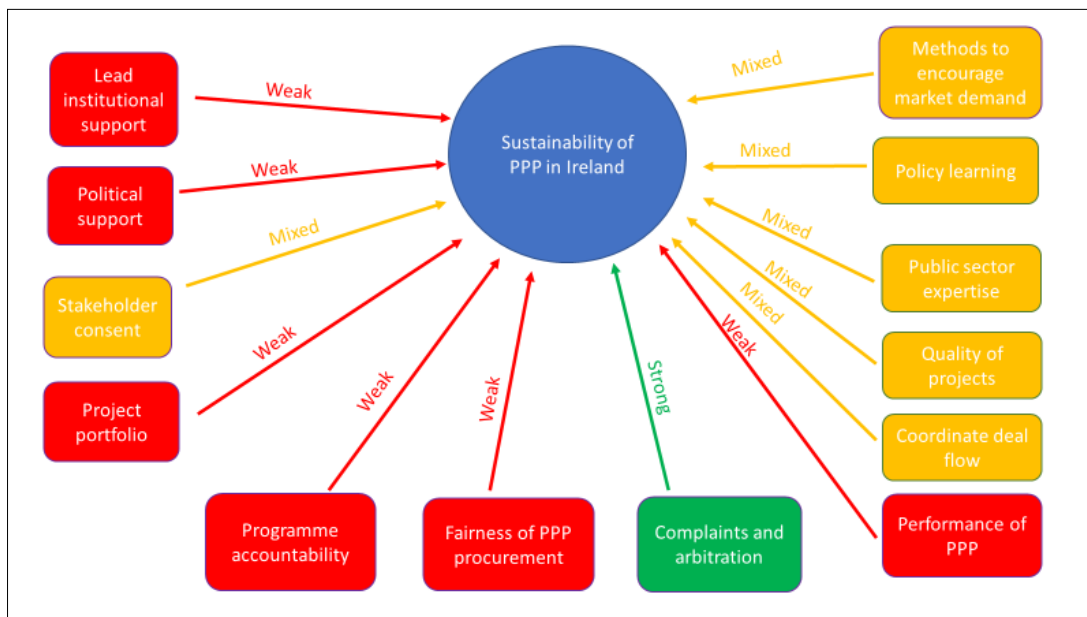 Lead
institutional
support
Weak
Political
support
Weak
Stakeholder
consent
Mixed
Project
portfolio
Weak
Programme
accountability
Weak
Fairness of PPP
procurement
Weak
Sustainability of
PPP in Ireland
Complaints and
arbitration
Strong
Methods to
encourage
market demand
Mixed
Policy learning
Mixed
Public sector
expertise
Mixed
Quality of
projects
Mixed
Coordinate deal
flow
Mixed
Performance of
PPP
Weak